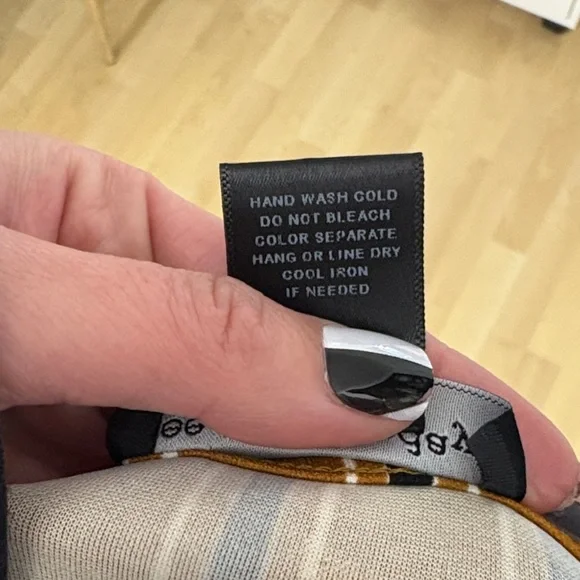 HAND WASH COLD
DO NOT BLEACH
COLOR SEPARATE
HANG OR LINE DRY
COOL IRON
IF NEEDED